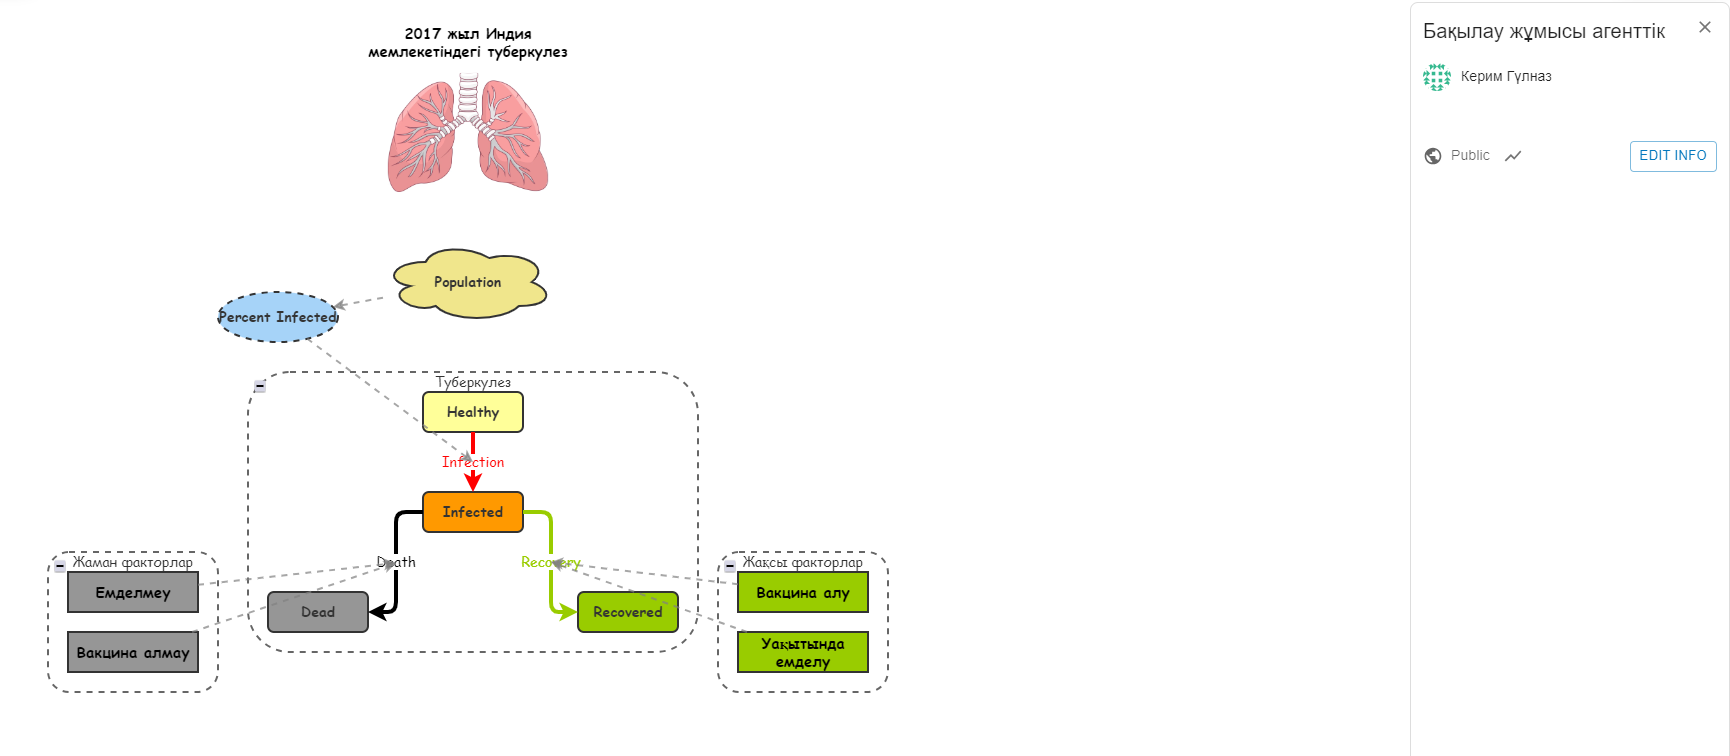 2017 жыл Индия
мемлекетіндегі туберкулез
Population
Percent Infected
Туберкулез
Healthy
Infection
Infected
Death
Recovery
Dead
Recovered
Жаман факторлар
Емделмеу
Вакцина алмау
Жақсы факторлар
Вакцина алу
Уақытында
емделу
Бақылау жұмысы агенттік
Керим Гүлназ
Public
EDIT INFO